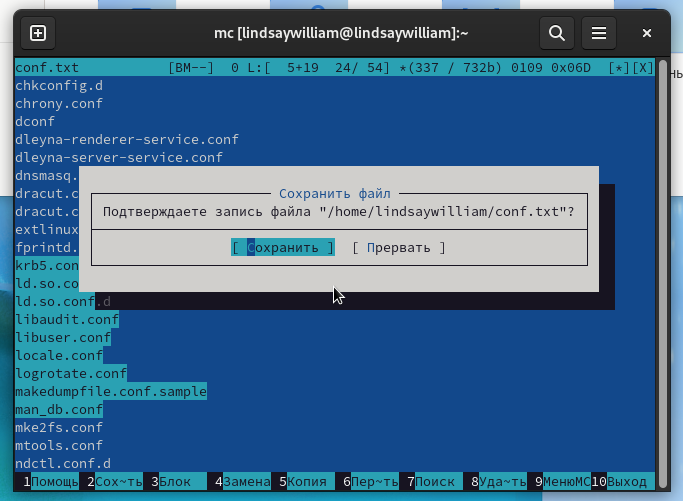 mc [lindsaywilliam@lindsaywilliam]:~
conf.txt [BM--] 0 L:[ 5+19 24/ 54] *(337 / 732b) 0109 0x06D [*][X]
chkconfig.d
chrony.conf
dconf
dleyna-renderer-service.conf
dleyna-server-service.conf
dnsmasq.
dracut.c
dracut.c
extlinux
fprintd.
krb5.con
ld.so.co
ld.so.conf.d
Сохранить файл
Подтверждаете запись файла "/home/lindsaywilliam/conf.txt"?
[ Сохранить ] [ Прервать ]
libaudit.conf
libuser.conf
locale.conf
logrotate.conf
makedumpfile.conf.sample
man_db.conf
mke2fs.conf
mtools.conf
ndctl.conf.d
1Помощь 2Сох~ть 3Блок 4Замена 5Копия 6Пер~ть 7Поиск 8Уда~ть 9МенюMC 10Выход